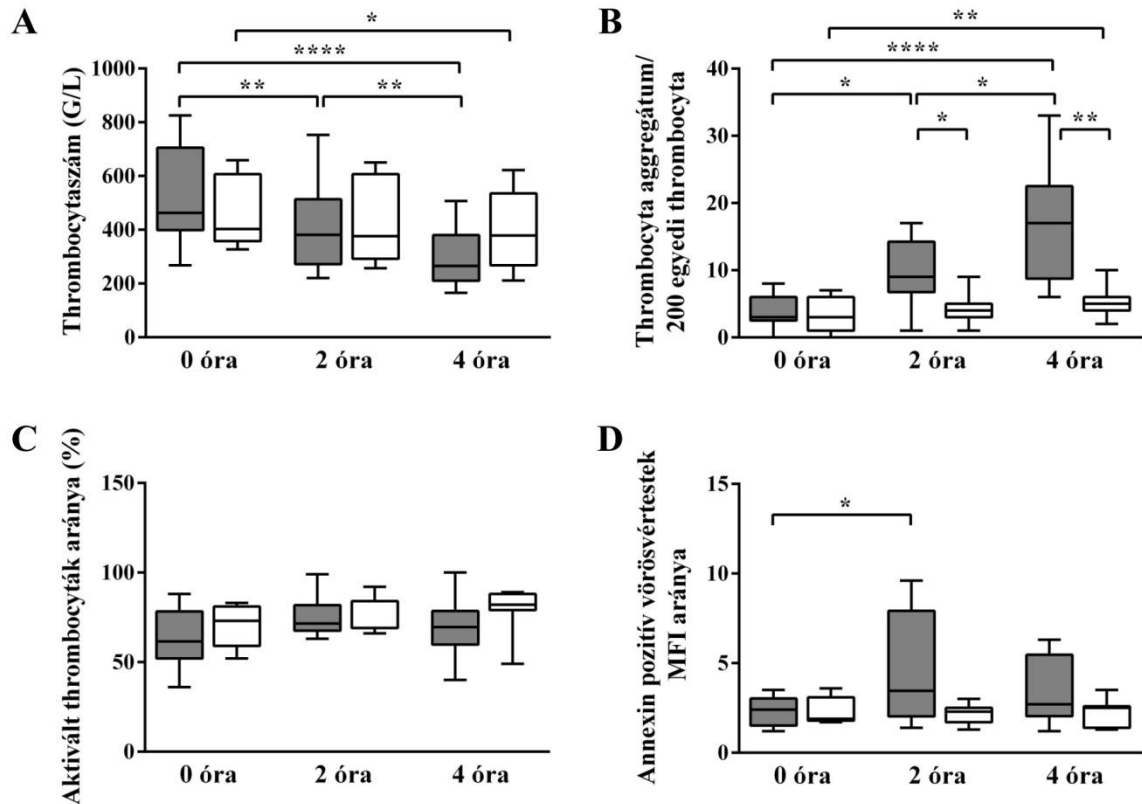 A
*
****
**
**
Thrombocytaszám (G/L)
1000
800
600
400
200
0
0 óra
2 óra
4 óra
B
**
****
*
*
*
**
Thrombocyta aggregátum/
200 egyedi thrombocyta
40
30
20
10
0
0 óra
2 óra
4 óra
C
Aktivált thrombocyták aránya (%)
150
100
50
0
0 óra
2 óra
4 óra
D
*
Annexin pozitív vörösvértestek
MFI aránya
15
10
5
0
0 óra
2 óra
4 óra